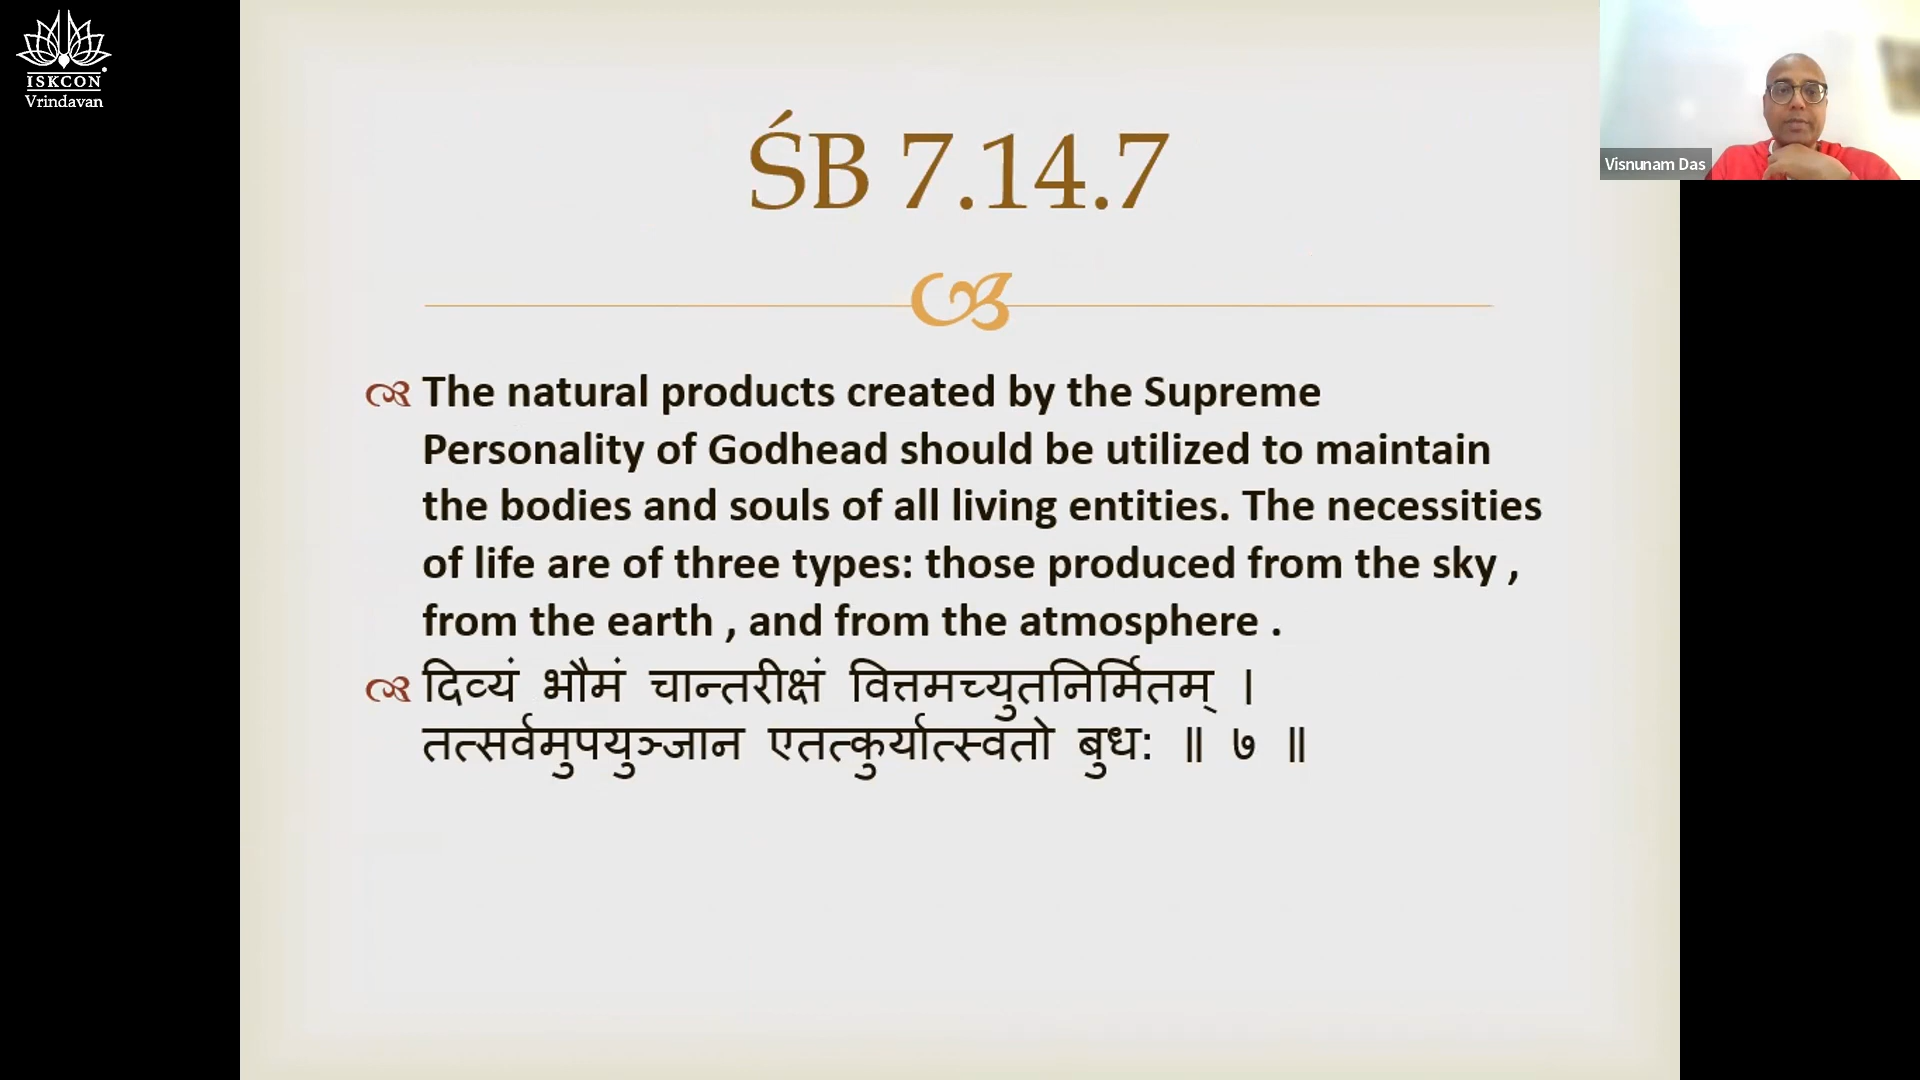 ISKCON
Vrindavan
ŚB 7.14.7
The natural products created by the Supreme
Personality of Godhead should be utilized to maintain
the bodies and souls of all living entities. The necessities
of life are of three types: those produced from the sky ,
from the earth , and from the atmosphere .
दिव्यं भौमं चान्तरीक्षं वित्तमच्युतनिर्मितम् ।
तत्सर्वमुपयुञ्जान एतत्कुर्यात्स्वतो बुध: ॥ ७ ॥
Visnunam Das